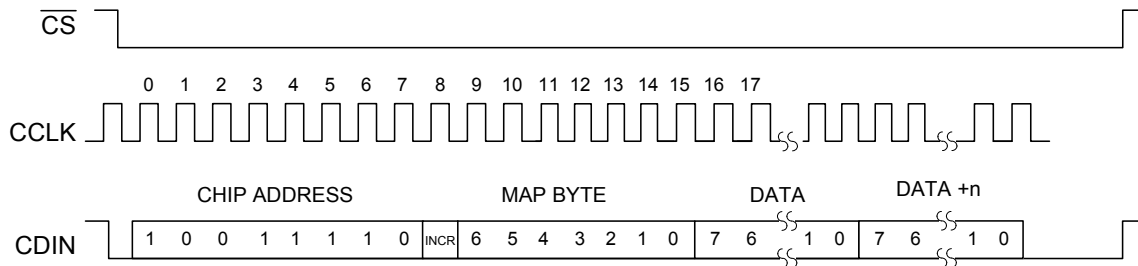 CS
0 1 2 3 4 5 6 7 8 9 10 11 12 13 14 15 16 17
CCLK
CHIP ADDRESS MAP BYTE DATA DATA +n
CDIN 1 0 0 1 1 1 1 0 INCR 6 5 4 3 2 1 0 7 6 1 0 7 6 1 0